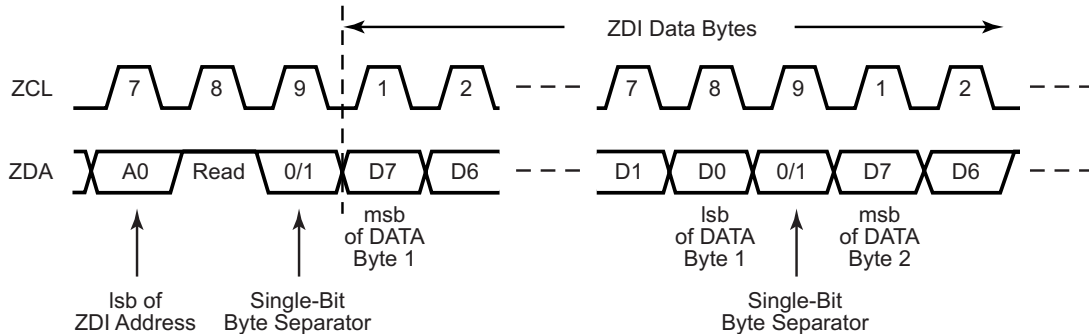 ZDI Data Bytes
ZCL 7 8 9 1 2 7 8 9 1 2
ZDA A0 Read 0/1 D7 D6 D1 D0 0/1 D7 D6
msb
of DATA
Byte 1
lsb
of DATA
Byte 1
msb
of DATA
Byte 2
lsb of
ZDI Address
Single-Bit
Byte Separator
Single-Bit
Byte Separator